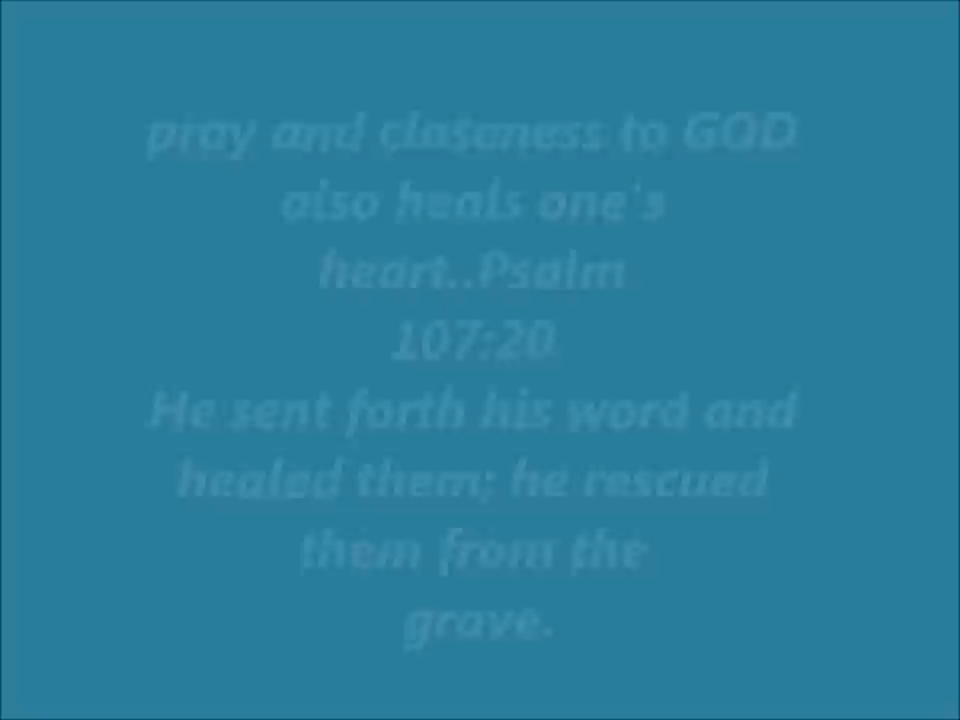 pray and closeness to GOD
also heals one's
heart..Psalm
107:20
He sent forth his word and
healed them; he rescued
them from the
grave.